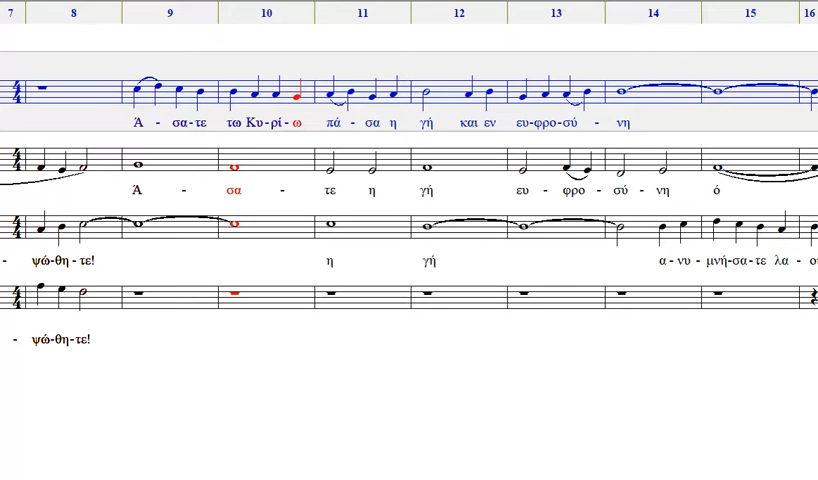 7 8 9 10 11 12 13 14 15 16
Ά - σα-τε τω Κυ-ρί-ω πά - σα η γή και εν ευ-φρο-σύ - νη
Ά - σα - τε η γή ευ - φρο - σύ - νη ό
- ψώ-θη-τε! η γή α-νυ-μνή-σα-τε λα-
- ψώ-θη-τε!